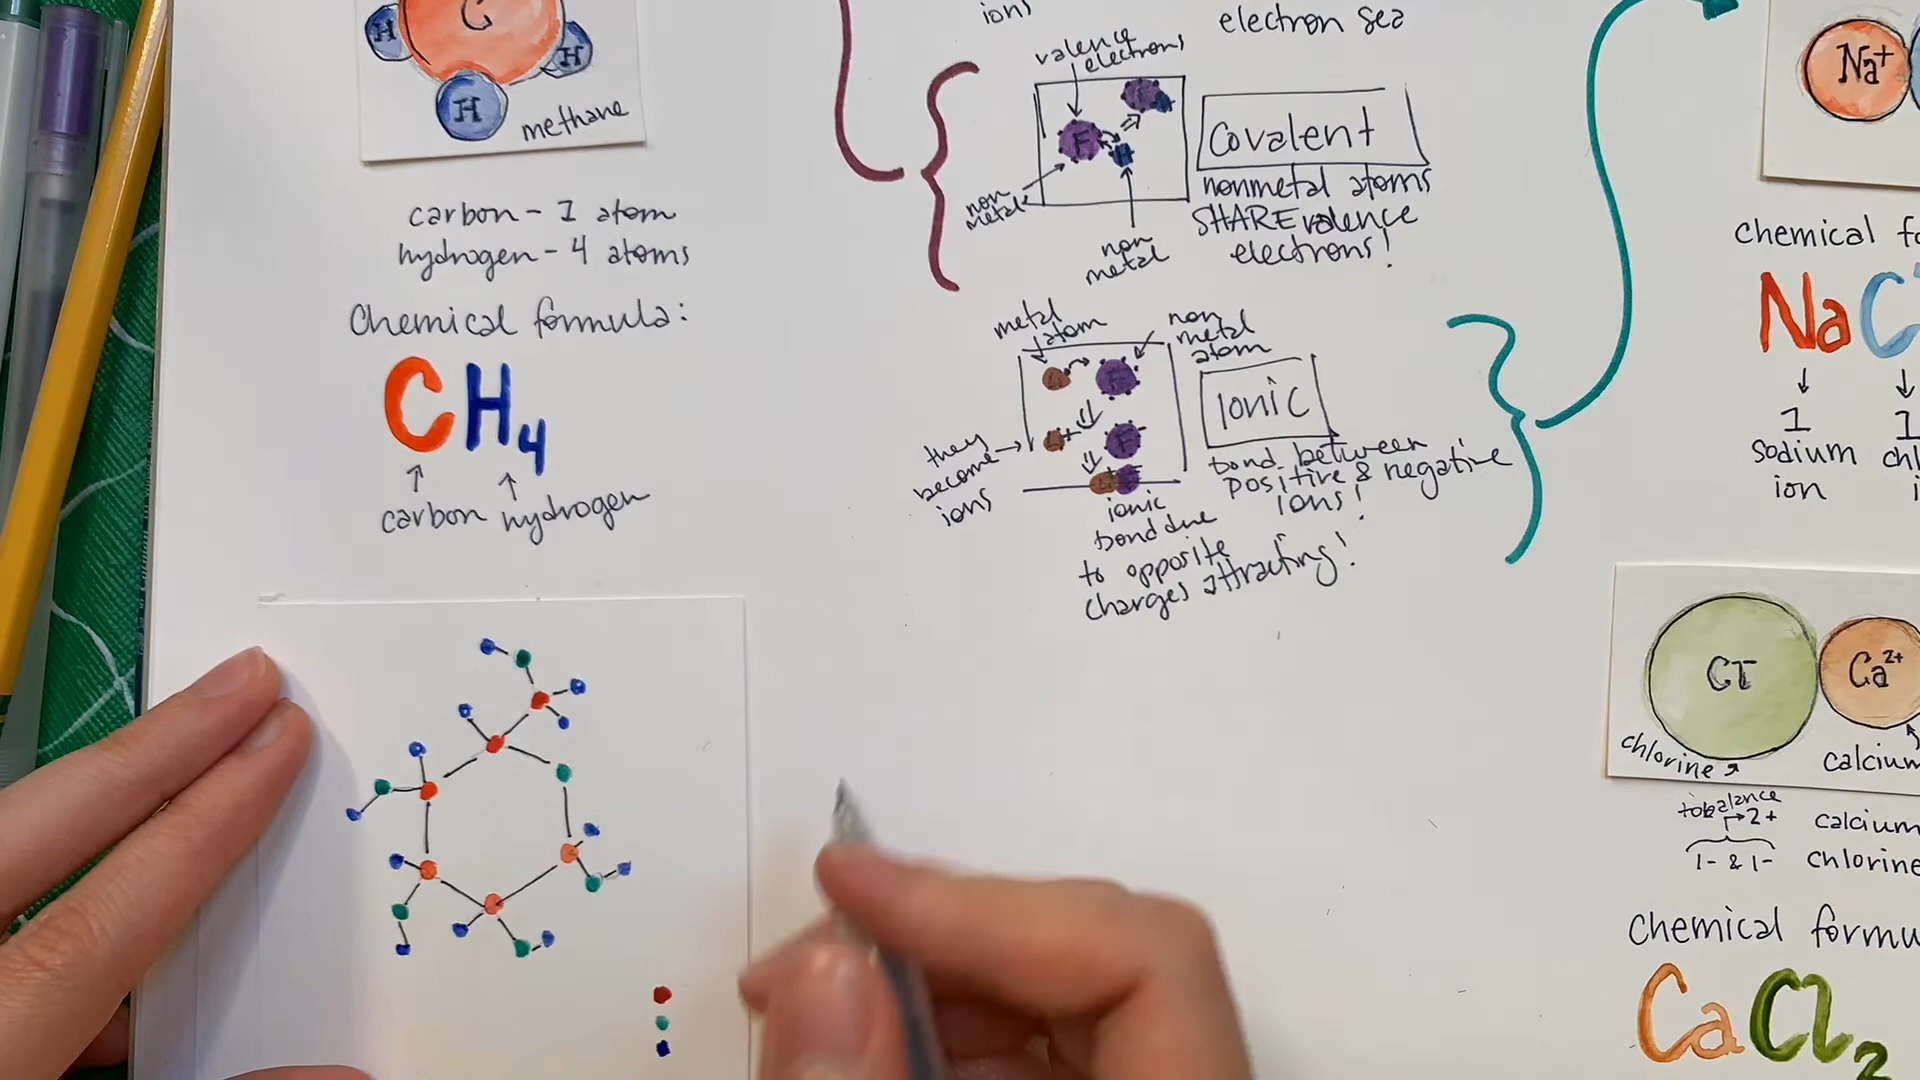 C
H
H
H
methane
carbon - 1 atom
hydrogen - 4 atoms
Chemical formula:
CH4
↑ ↑
carbon hydrogen
ions
electron sea
valence
electrons
F
H
non
metal
non
metal
Covalent
nonmetal atoms
SHARE valence
electrons!
metal
atom
non
metal
atom
F
F
they
become
ions
ionic
bond due
to opposite
charges attracting!
Ionic
bond between
positive & negative
ions!
Na+
chemical
Na
↓ ↓
1 1
sodium
ion
Ca2+
chlorine
calcium
to balance
→2+
1- & 1-
calcium
chlorine
Chemical
CaCl2